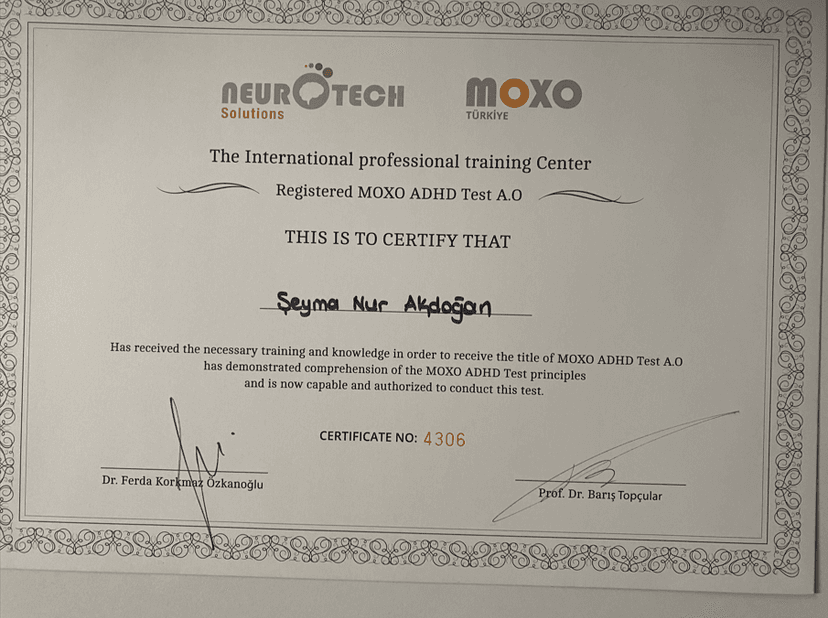 NEUROTECH
Solutions
MOXO
TÜRKİYE
The International professional training Center
Registered MOXO ADHD Test A.O
THIS IS TO CERTIFY THAT
Şeyma Nur Akdoğan
Has received the necessary training and knowledge in order to receive the title of MOXO ADHD Test A.O
has demonstrated comprehension of the MOXO ADHD Test principles
and is now capable and authorized to conduct this test.
CERTIFICATE NO: 4306
Dr. Ferda Korkmaz Özkanoğlu
Prof. Dr. Barış Topçular